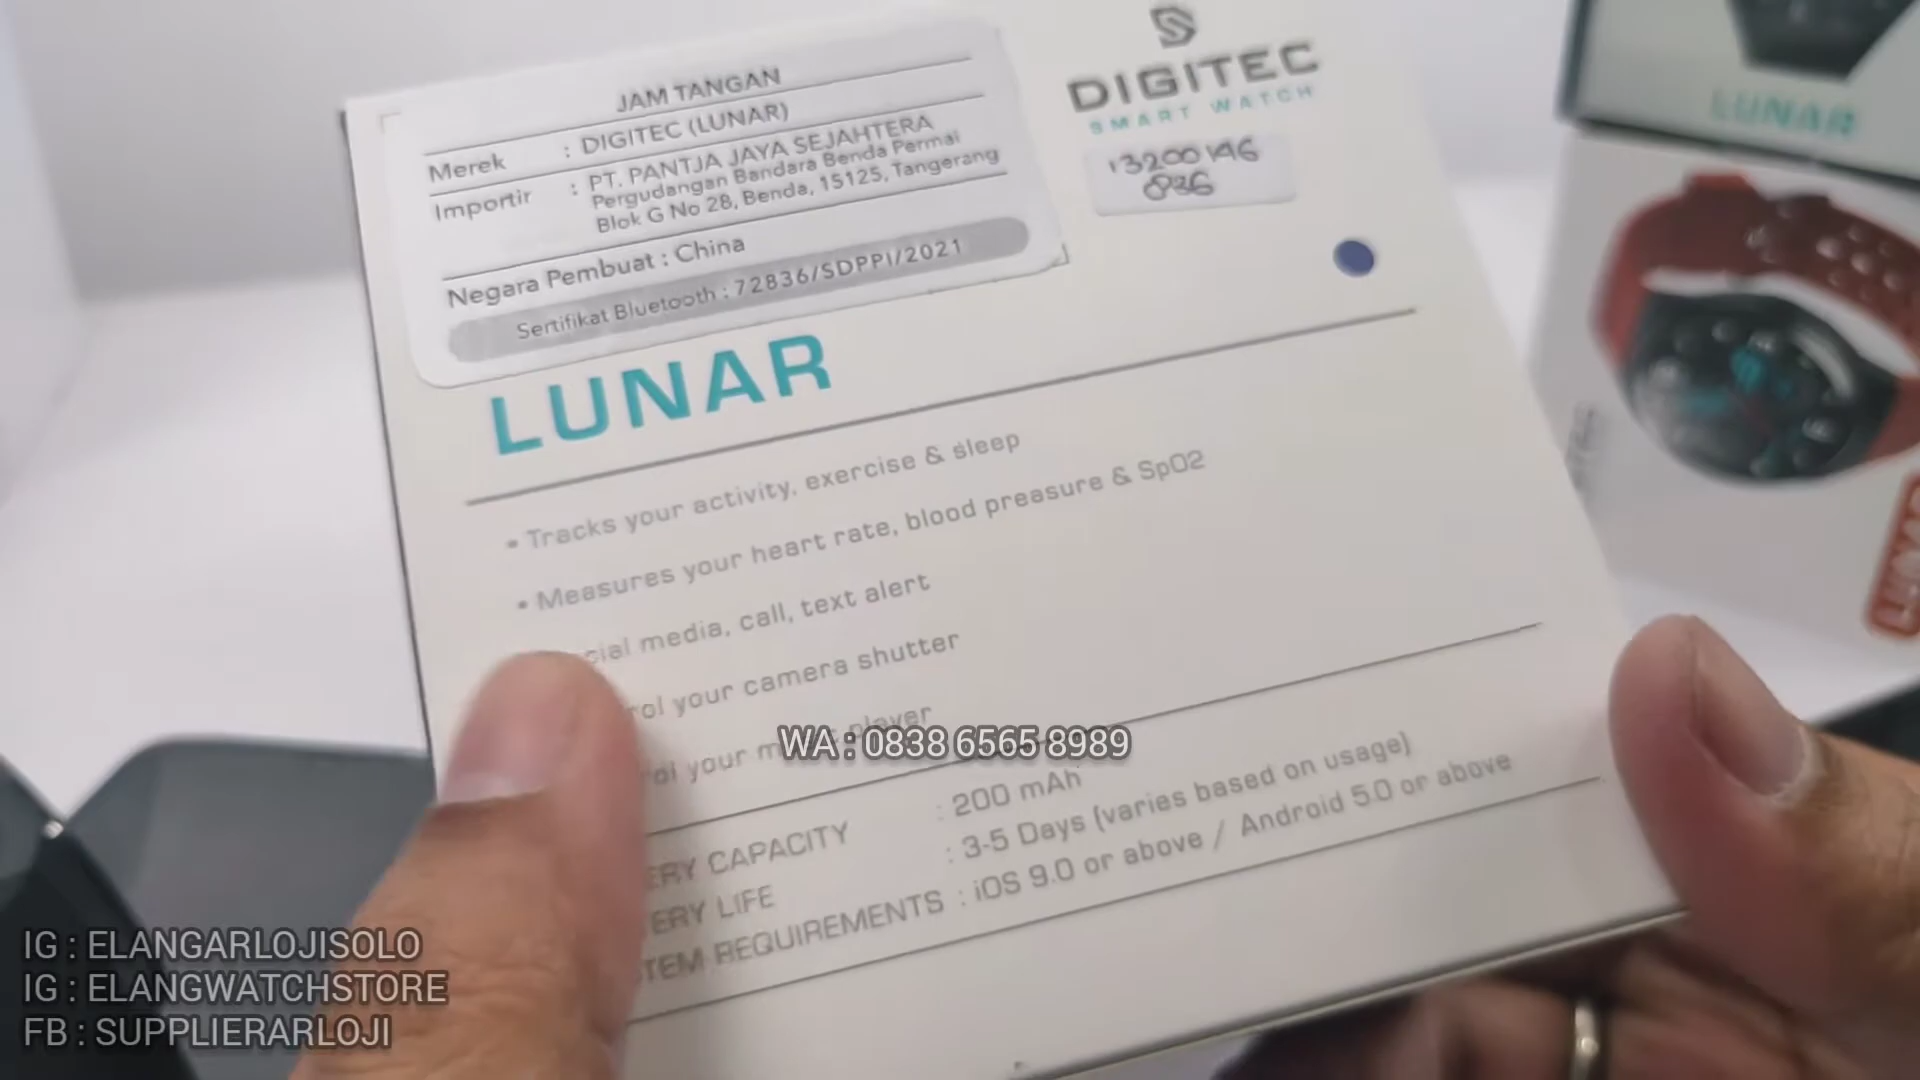 JAM TANGAN
Merek : DIGITEC (LUNAR)
Importir : PT. PANTJA JAYA SEJAHTERA
Pergudangan Bandara Benda Permai
Blok G No 28, Benda, 15125, Tangerang
Negara Pembuat : China
Sertifikat Bluetooth : 72836/SDPPI/2021
DIGITEC
SMART WATCH
836
LUNAR
• Tracks your activity, exercise & sleep
• Measures your heart rate, blood preasure & SpO2
cial media, call, text alert
rol your camera shutter
ol your m player
WA : 0838 6565 8989
ERY CAPACITY : 200 mAh
ERY LIFE : 3-5 Days (varies based on usage)
TEM REQUIREMENTS : iOS 9.0 or above / Android 5.0 or above
LUNAR
LUNAR
IG : ELANGARLOJISOLO
IG : ELANGWATCHSTORE
FB : SUPPLIERARLOJI